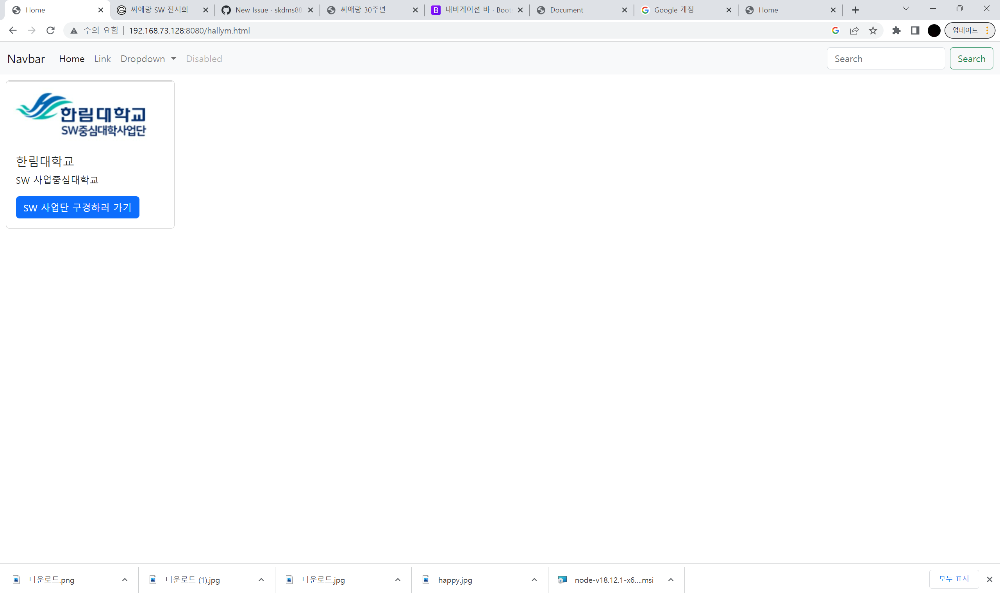 Home
씨애랑 SW 전시회
New Issue · skdms88
씨애랑 30주년
내비게이션 바 · Boot
Document
Google 계정
Home
주의 요함
192.168.73.128:8080/hallym.html
업데이트
Navbar
Home
Link
Dropdown
Disabled
Search
Search
한림대학교
SW중심대학사업단
한림대학교
SW 사업중심대학교
SW 사업단 구경하러 가기
다운로드.png
다운로드 (1).jpg
다운로드.jpg
happy.jpg
node-v18.12.1-x6....msi
모두 표시